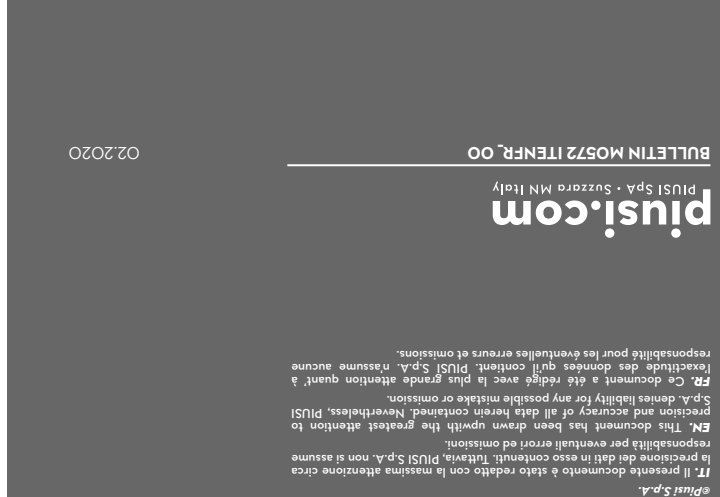 ©Piusi S.p.A.
IT. Il presente documento è stato redatto con la massima attenzione circa
la precisione dei dati in esso contenuti. Tuttavia, PIUSI S.p.A. non si assume
responsabilità per eventuali errori ed omissioni.
EN. This document has been drawn upwith the greatest attention to
precision and accuracy of all data herein contained. Nevertheless, PIUSI
S.p.A. denies liability for any possible mistake or omission.
FR. Ce document a été rédigé avec la plus grande attention quant' à
l'exactitude des données qu'il contient. PIUSI S.p.A. n'assume aucune
responsabilité pour les éventuelles erreurs et omissions.
piusi.com
PIUSI SpA • Suzzara MN Italy
BULLETIN MO572 ITENFR_00
02.2020